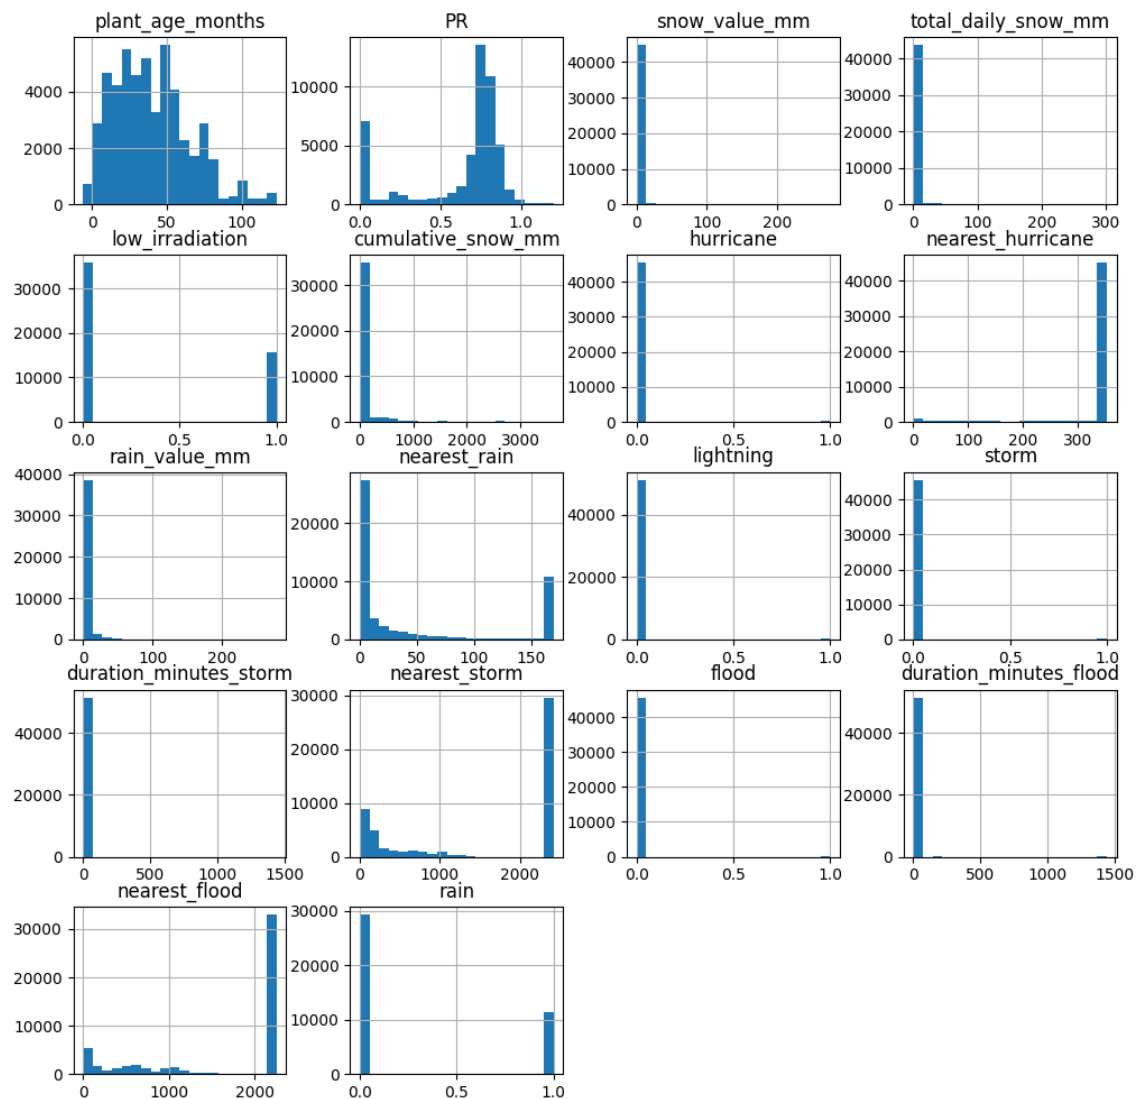 plant_age_months PR snow_value_mm total_daily_snow_mm
4000 2000 0
0 50 100
10000 5000 0
0.0 0.5 1.0
40000 30000 20000 10000 0
0 100 200
40000 30000 20000 10000 0
0 100 200 300
low_irradiation cumulative_snow_mm hurricane nearest_hurricane
30000 20000 10000 0
0.0 0.5 1.0
30000 20000 10000 0
0 1000 2000 3000
40000 30000 20000 10000 0
0.0 0.5 1.0
40000 30000 20000 10000 0
0 100 200 300
rain_value_mm nearest_rain lightning storm
40000 30000 20000 10000 0
0 100 200
20000 10000 0
0 50 100 150
40000 20000 0
0.0 0.5 1.0
40000 30000 20000 10000 0
0.0 0.5 1.0
duration_minutes_storm nearest_storm flood duration_minutes_flood
40000 20000 0
0 500 1000 1500
30000 20000 10000 0
0 1000 2000
40000 30000 20000 10000 0
0.0 0.5 1.0
40000 20000 0
0 500 1000 1500
nearest_flood rain
30000 20000 10000 0
0 1000 2000
30000 20000 10000 0
0.0 0.5 1.0